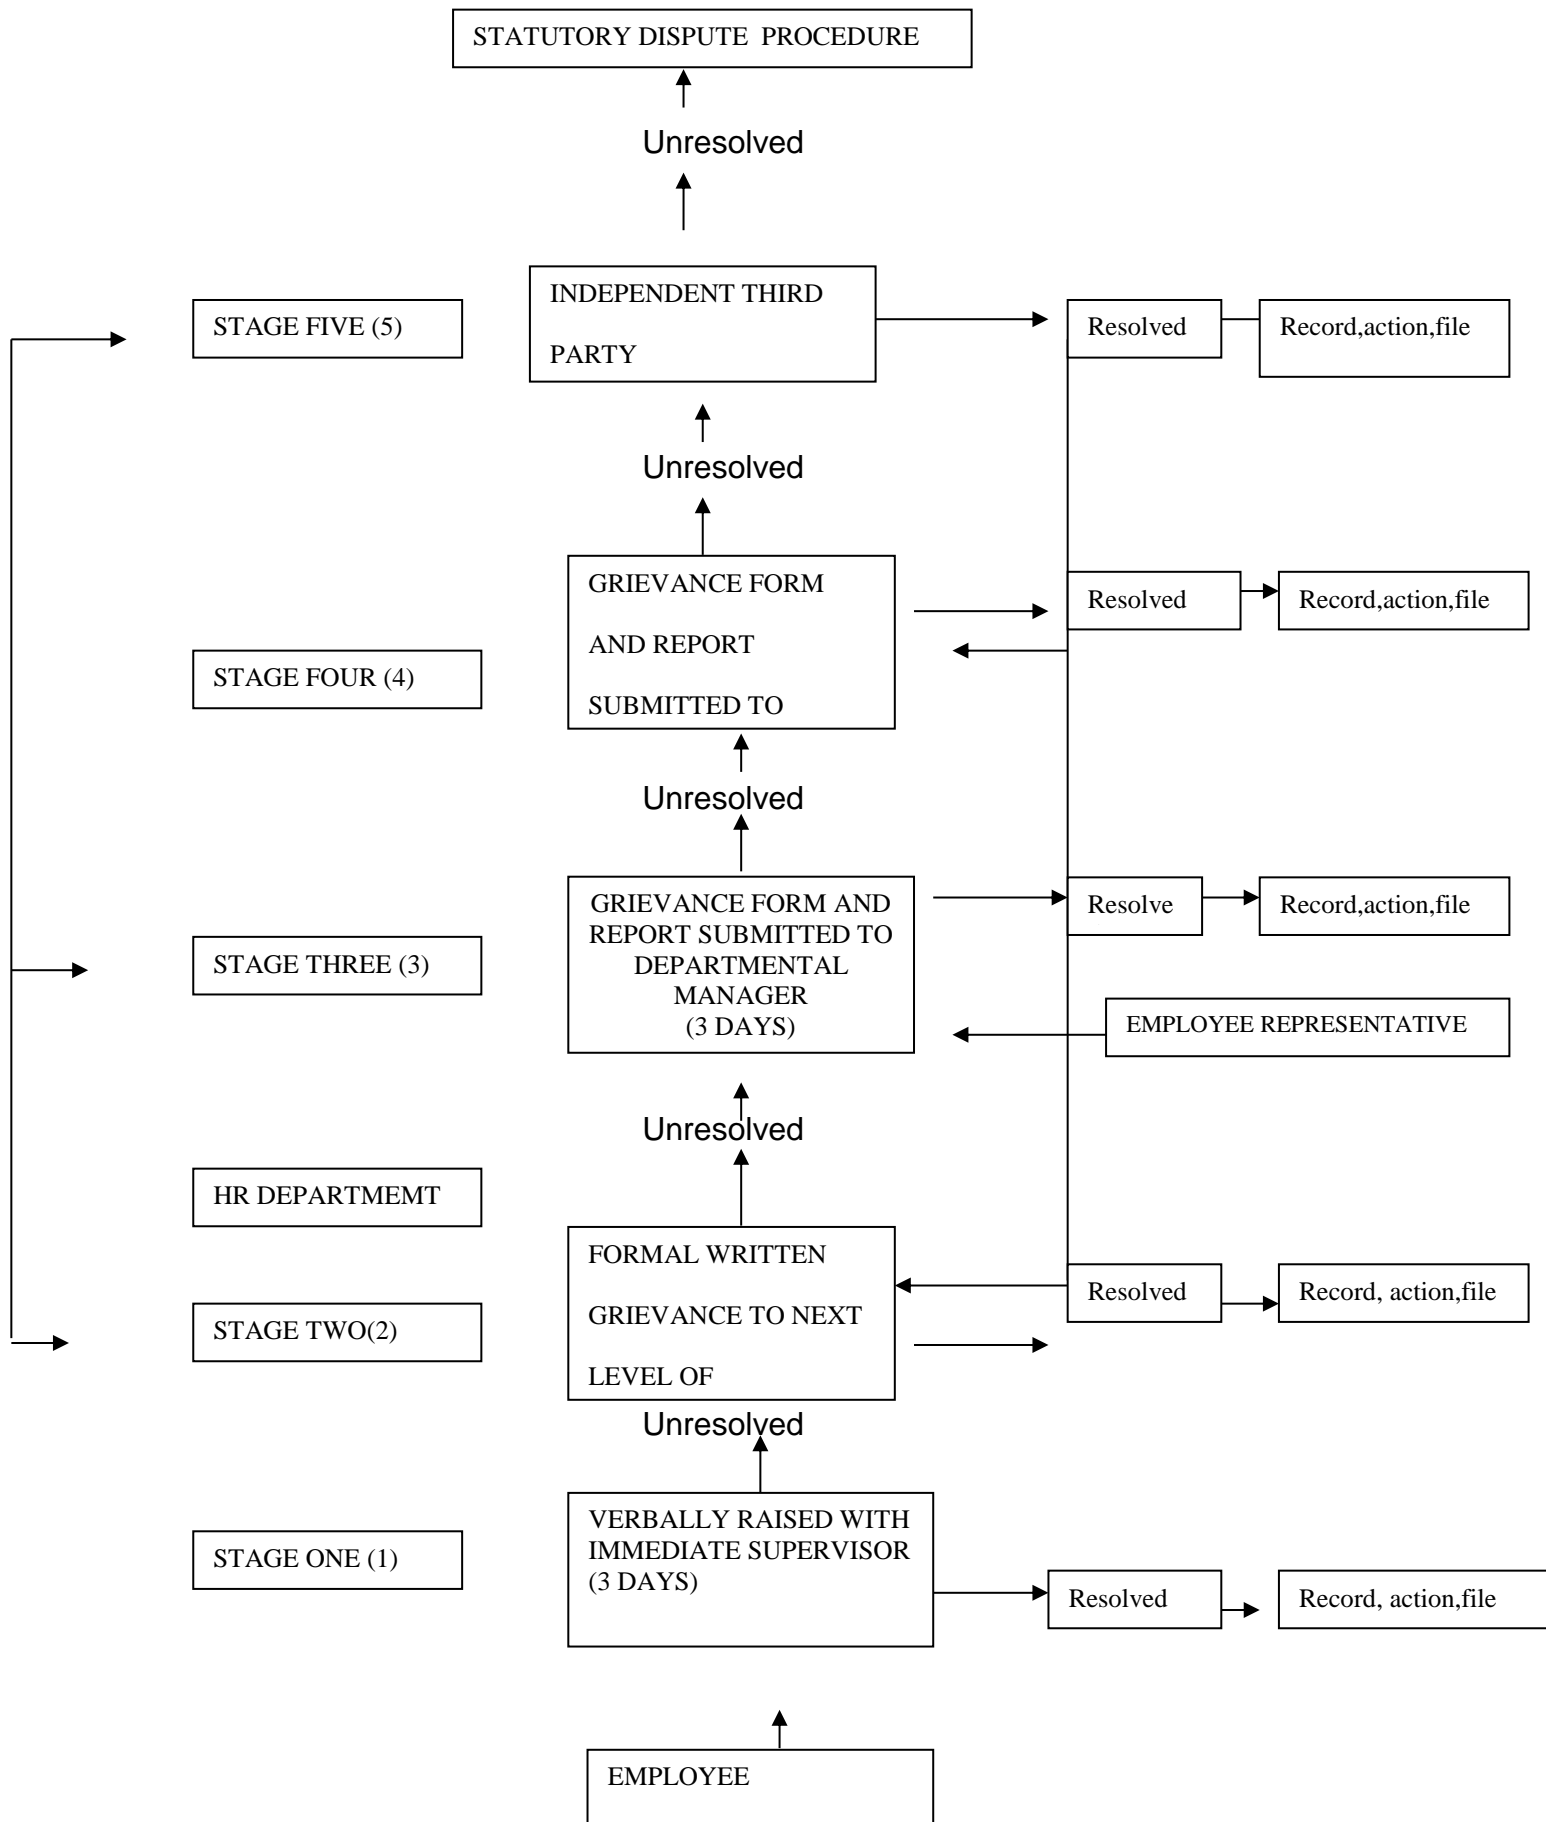 STATUTORY DISPUTE  PROCEDURE
Unresolved
INDEPENDENT THIRD
PARTY
STAGE FIVE (5)
Resolved
Record,action,file
Unresolved
GRIEVANCE FORM
AND REPORT
SUBMITTED TO
Resolved
Record,action,file
STAGE FOUR (4)
Unresolved
GRIEVANCE FORM AND
REPORT SUBMITTED TO
DEPARTMENTAL
MANAGER
(3 DAYS)
Resolve
Record,action,file
STAGE THREE (3)
EMPLOYEE REPRESENTATIVE
Unresolved
HR DEPARTMEMT
FORMAL WRITTEN
GRIEVANCE TO NEXT
LEVEL OF
Resolved
Record, action,file
STAGE TWO(2)
Unresolved
VERBALLY RAISED WITH
IMMEDIATE SUPERVISOR
(3 DAYS)
STAGE ONE (1)
Resolved
Record, action,file
EMPLOYEE